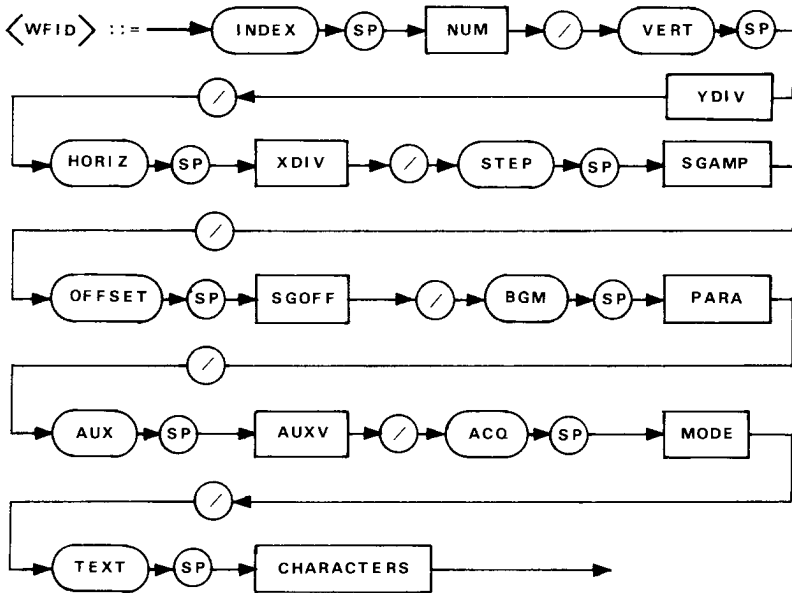 <WFID> ::= INDEX SP NUM / VERT SP
/ YDIV
HORIZ SP XDIV / STEP SP SGAMP
/
OFFSET SP SGOFF / BGM SP PARA
/
AUX SP AUXV / ACQ SP MODE
/
TEXT SP CHARACTERS